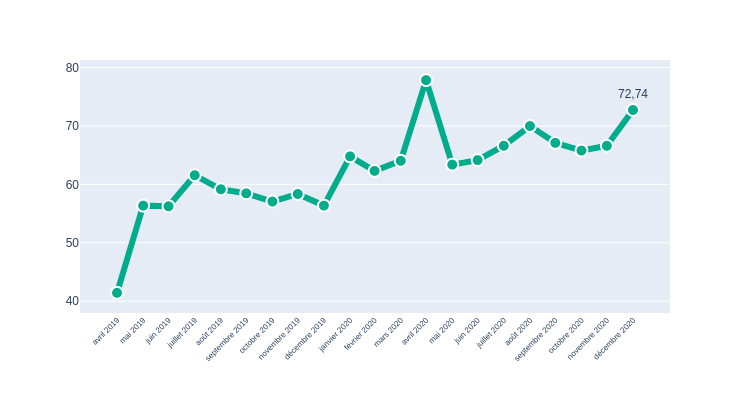 80
70
60
50
40
72,74
avril 2019
mai 2019
juin 2019
juillet 2019
août 2019
septembre 2019
octobre 2019
novembre 2019
décembre 2019
janvier 2020
février 2020
mars 2020
avril 2020
mai 2020
juin 2020
juillet 2020
août 2020
septembre 2020
octobre 2020
novembre 2020
décembre 2020